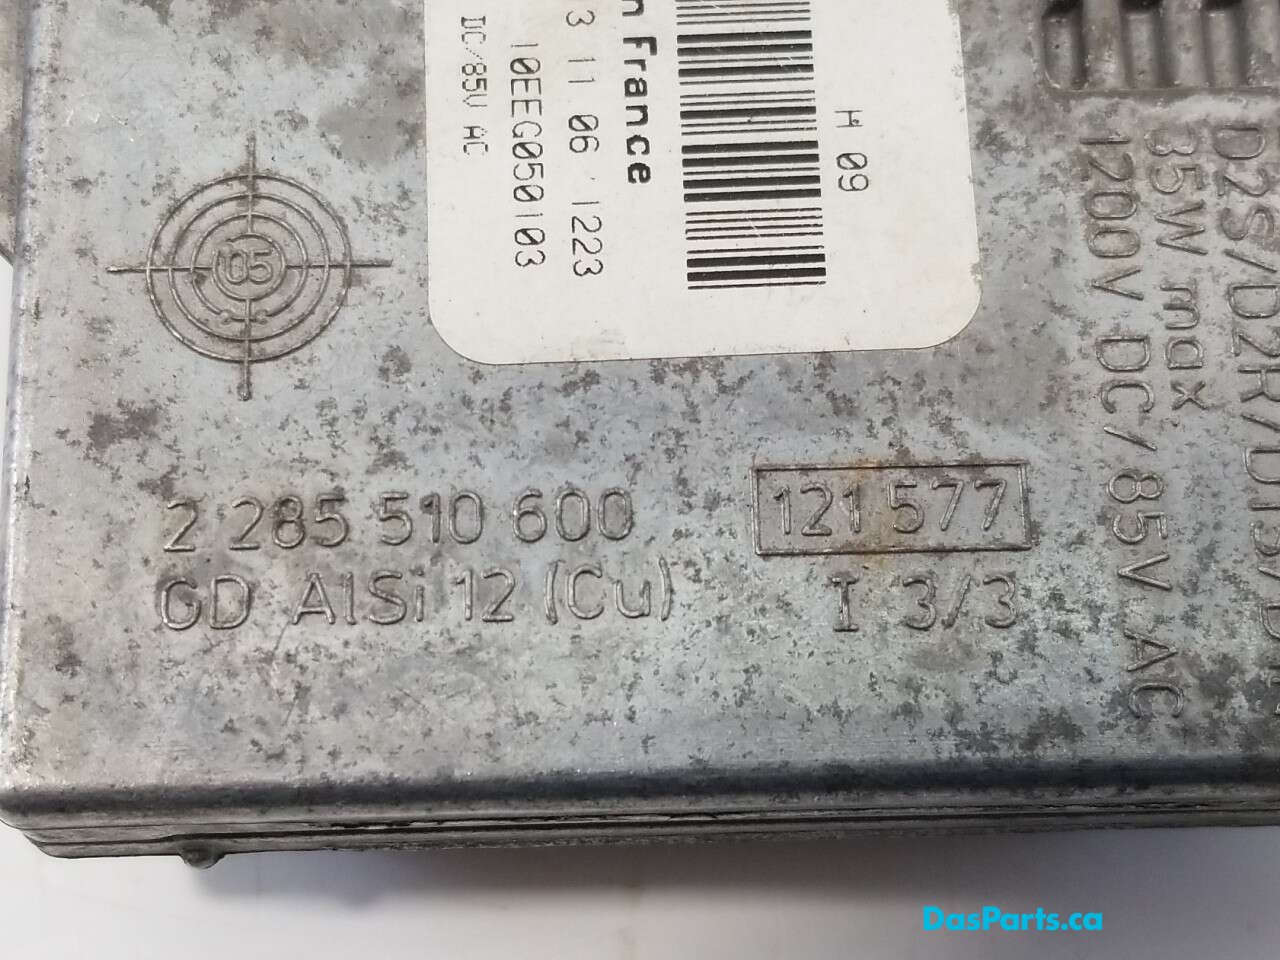 n France
3 11 06 1223
10EEG050103
DC/85V AC
M 09
D2S/D2R/D1S/D1
35W max
1200V DC/85V AC
105
2 285 510 600
GD AlSi 12 (Cu)
121 577
I 3/3
DasParts.ca